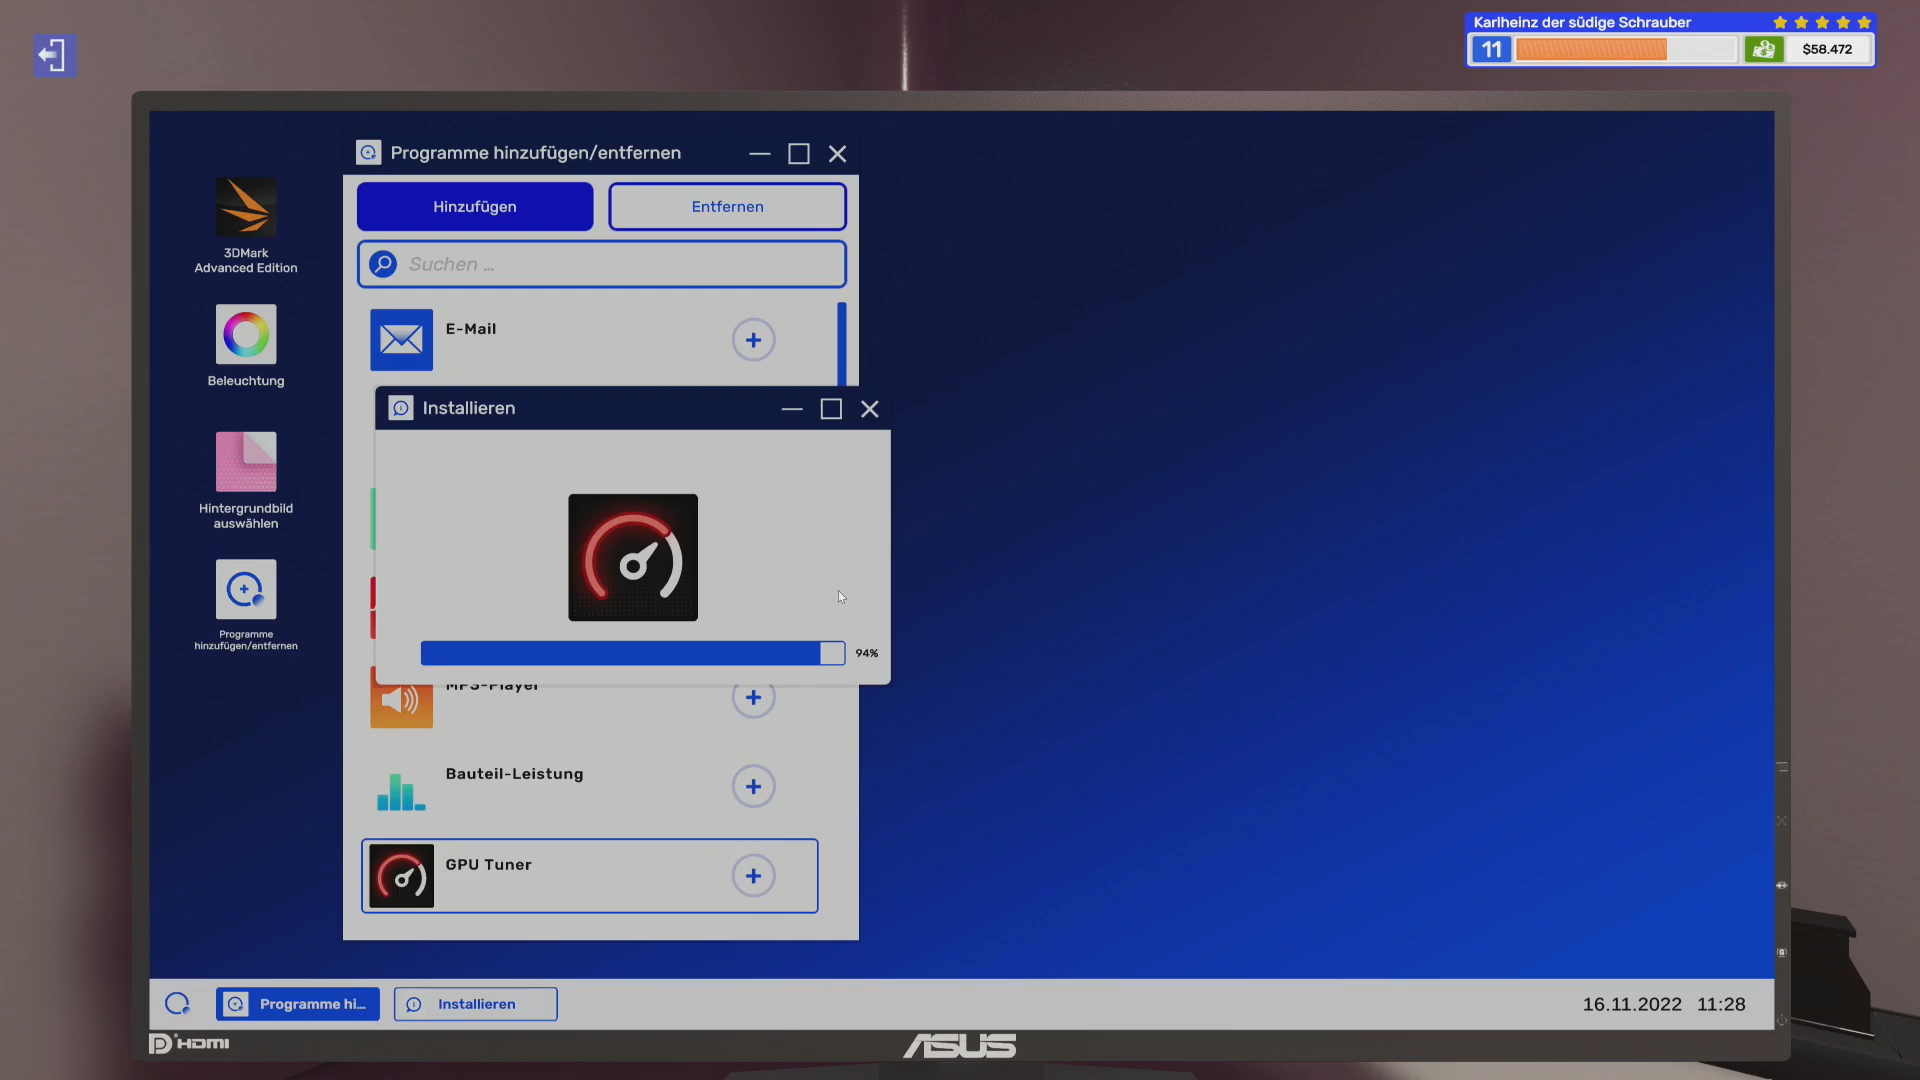 Karlheinz der südige Schrauber
11
$58.472
Programme hinzufügen/entfernen
Hinzufügen
Entfernen
Suchen ...
3DMark
Advanced Edition
E-Mail
Beleuchtung
Installieren
Hintergrundbild
auswählen
94%
Programme
hinzufügen/entfernen
MP3-Player
Bauteil-Leistung
GPU Tuner
Programme hi...
Installieren
16.11.2022 11:28
HDMI
ASUS